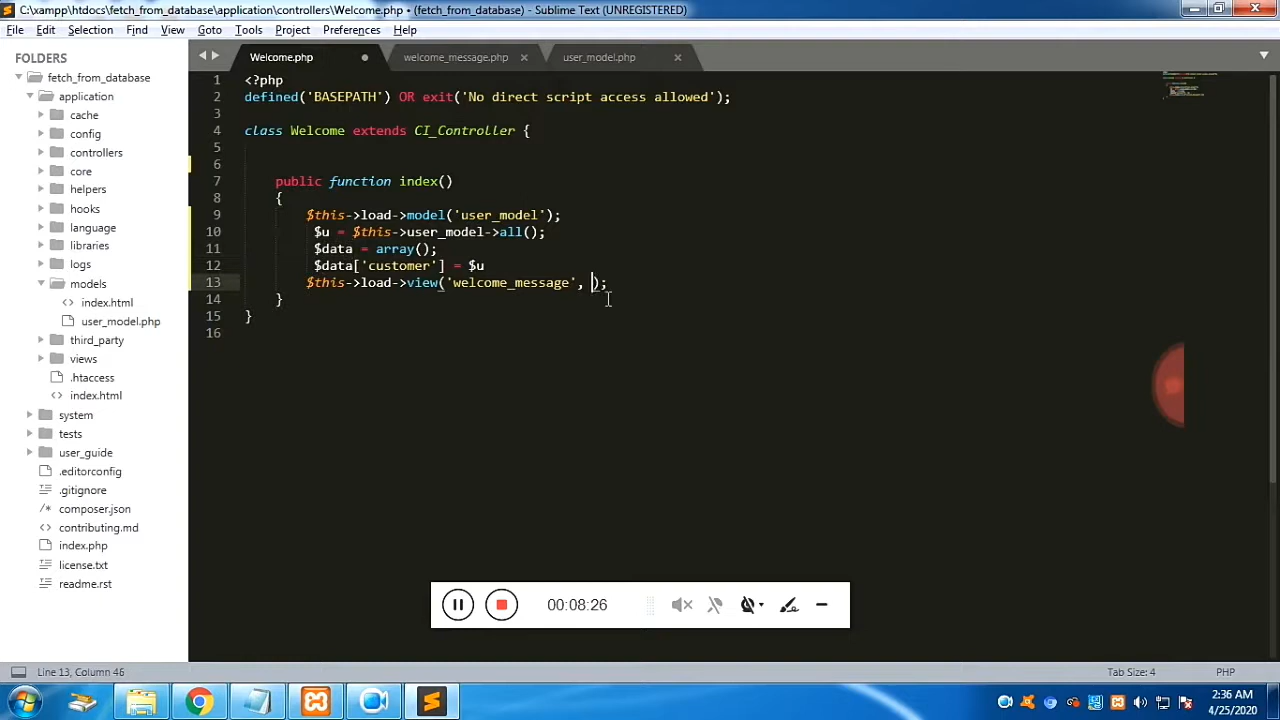 C:\xampp\htdocs\fetch_from_database\application\controllers\Welcome.php • (fetch_from_database) - Sublime Text (UNREGISTERED)
File Edit Selection Find View Goto Tools Project Preferences Help
FOLDERS
fetch_from_database
application
cache
config
controllers
core
helpers
hooks
language
libraries
logs
models
index.html
user_model.php
third_party
views
.htaccess
index.html
system
tests
user_guide
.editorconfig
.gitignore
composer.json
contributing.md
index.php
license.txt
readme.rst
Welcome.php welcome_message.php user_model.php
1 <?php
2 defined('BASEPATH') OR exit('No direct script access allowed');
3
4 class Welcome extends CI_Controller {
5
6
7 public function index()
8 {
9 $this->load->model('user_model');
10 $u = $this->user_model->all();
11 $data = array();
12 $data['customer'] = $u
13 $this->load->view('welcome_message', );
14 }
15 }
16
00:08:26
Line 13, Column 46 Tab Size: 4 PHP
2:36 AM
4/25/2020